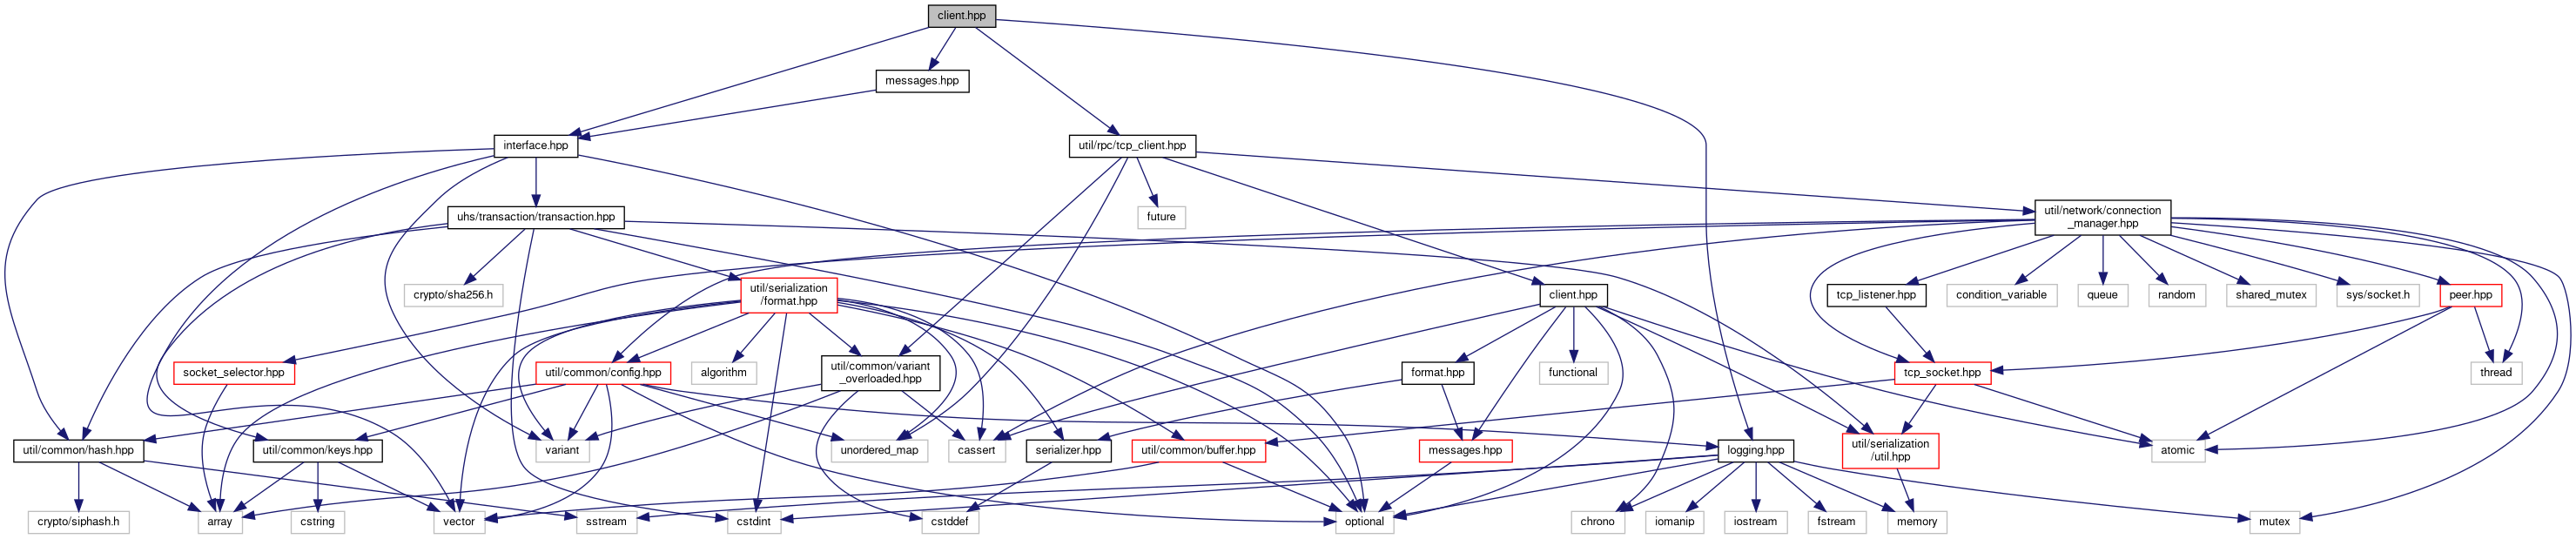 client.hpp
messages.hpp
interface.hpp
util/rpc/tcp_client.hpp
uhs/transaction/transaction.hpp
future
util/network/connection
_manager.hpp
crypto/sha256.h
util/serialization
/format.hpp
client.hpp
tcp_listener.hpp
condition_variable
queue
random
shared_mutex
sys/socket.h
peer.hpp
socket_selector.hpp
util/common/config.hpp
algorithm
util/common/variant
_overloaded.hpp
format.hpp
functional
tcp_socket.hpp
thread
util/common/hash.hpp
util/common/keys.hpp
variant
unordered_map
cassert
serializer.hpp
util/common/buffer.hpp
messages.hpp
logging.hpp
util/serialization
/util.hpp
atomic
crypto/siphash.h
array
cstring
vector
sstream
cstdint
cstddef
optional
chrono
iomanip
iostream
fstream
memory
mutex